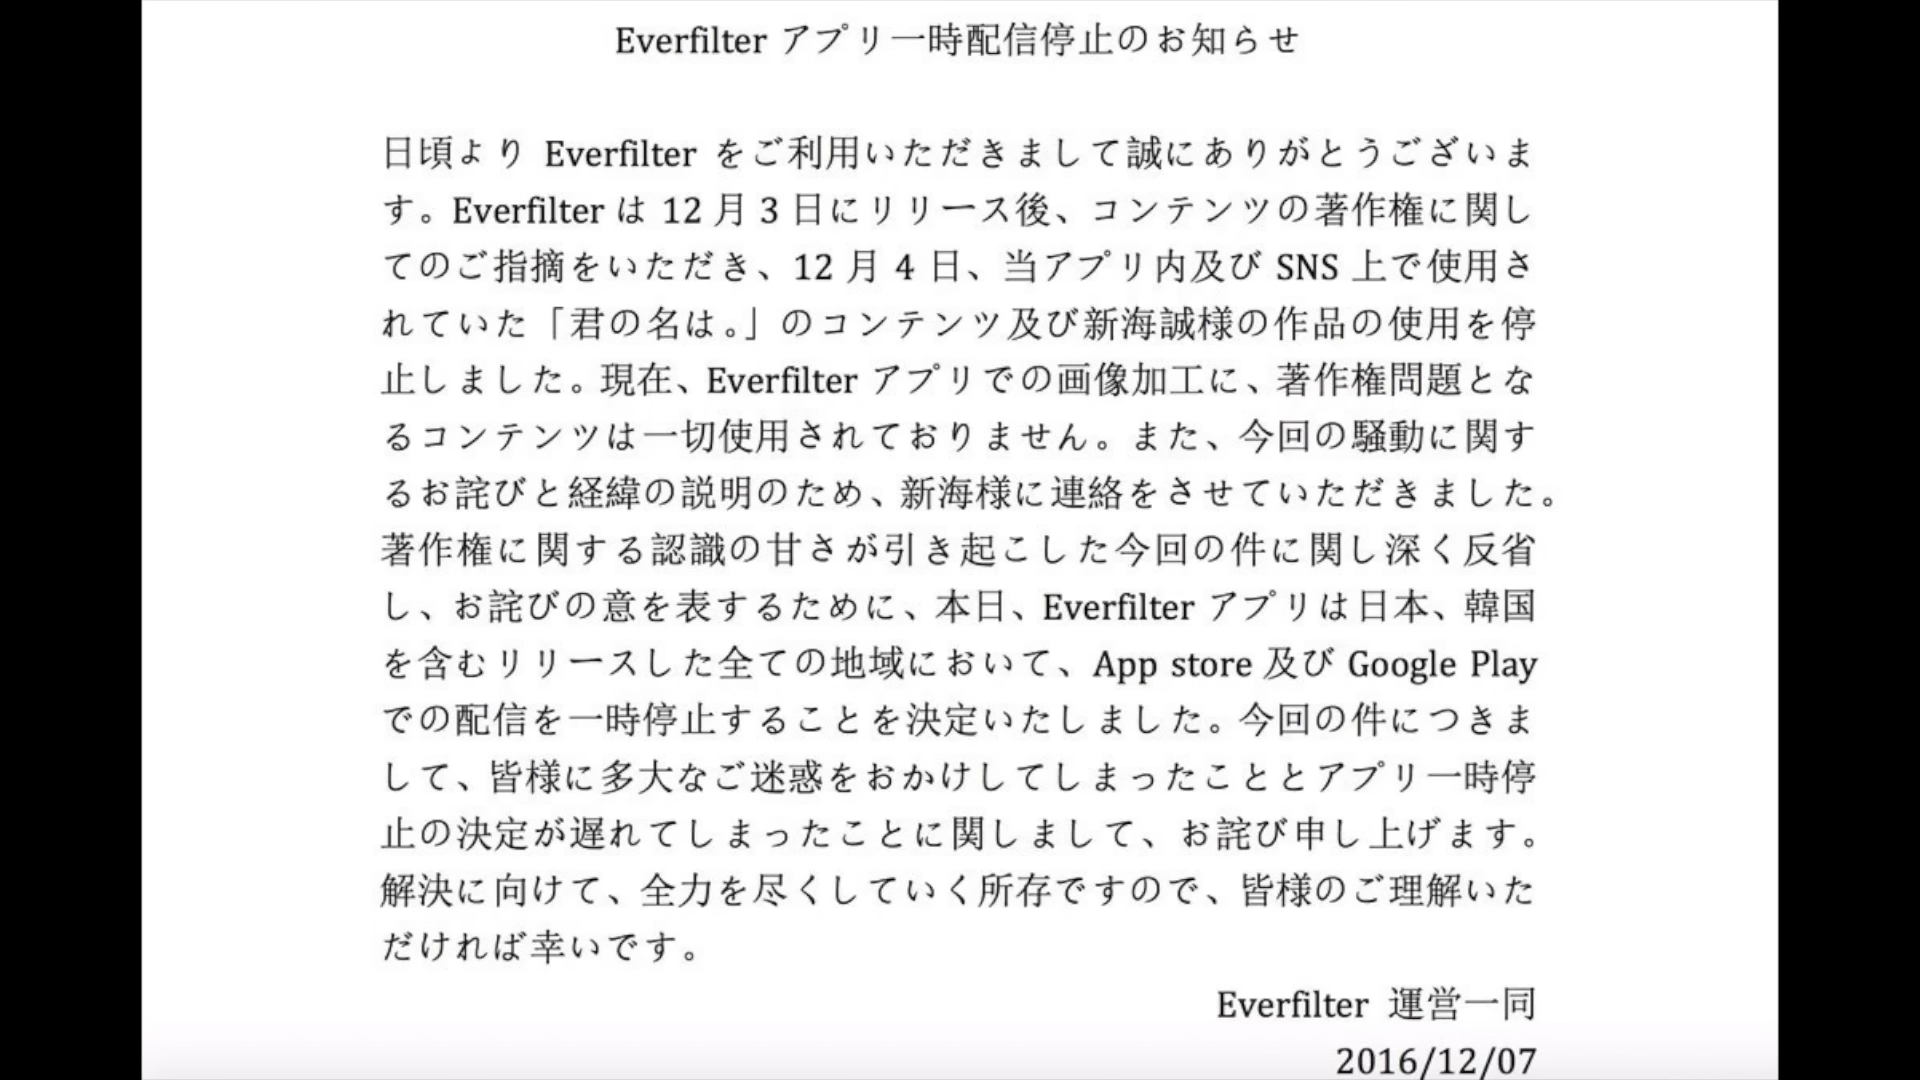 Everfilter アプリ一時配信停止のお知らせ
日頃より Everfilter をご利用いただきまして誠にありがとうございま
す。Everfilter は 12 月 3 日にリリース後、コンテンツの著作権に関し
てのご指摘をいただき、12 月 4 日、当アプリ内及び SNS 上で使用さ
れていた「君の名は。」のコンテンツ及び新海誠様の作品の使用を停
止しました。現在、Everfilter アプリでの画像加工に、著作権問題とな
るコンテンツは一切使用されておりません。また、今回の騒動に関す
るお詫びと経緯の説明のため、新海様に連絡をさせていただきました。
著作権に関する認識の甘さが引き起こした今回の件に関し深く反省
し、お詫びの意を表するために、本日、Everfilter アプリは日本、韓国
を含むリリースした全ての地域において、App store 及び Google Play
での配信を一時停止することを決定いたしました。今回の件につきま
して、皆様に多大なご迷惑をおかけしてしまったこととアプリ一時停
止の決定が遅れてしまったことに関しまして、お詫び申し上げます。
解決に向けて、全力を尽くしていく所存ですので、皆様のご理解いた
だければ幸いです。
Everfilter 運営一同
2016/12/07